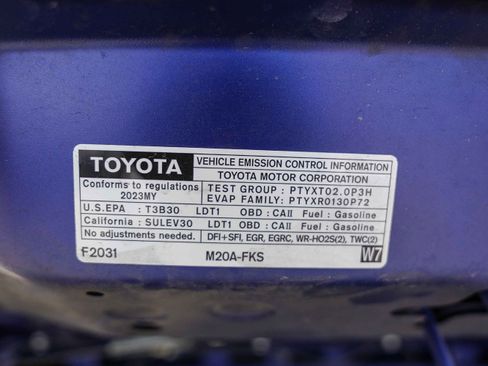 TOYOTA
VEHICLE EMISSION CONTROL INFORMATION
TOYOTA MOTOR CORPORATION
Conforms to regulations
2023MY
TEST GROUP : PTYXT02.0P3H
EVAP FAMILY: PTYXR0130P72
U.S.EPA : T3B30 LDT1 OBD : CAII Fuel : Gasoline
California : SULEV30 LDT1 OBD : CAII Fuel : Gasoline
No adjustments needed. DFI+SFI, EGR, EGRC, WR-HO2S(2), TWC(2)
F2031 M20A-FKS W7